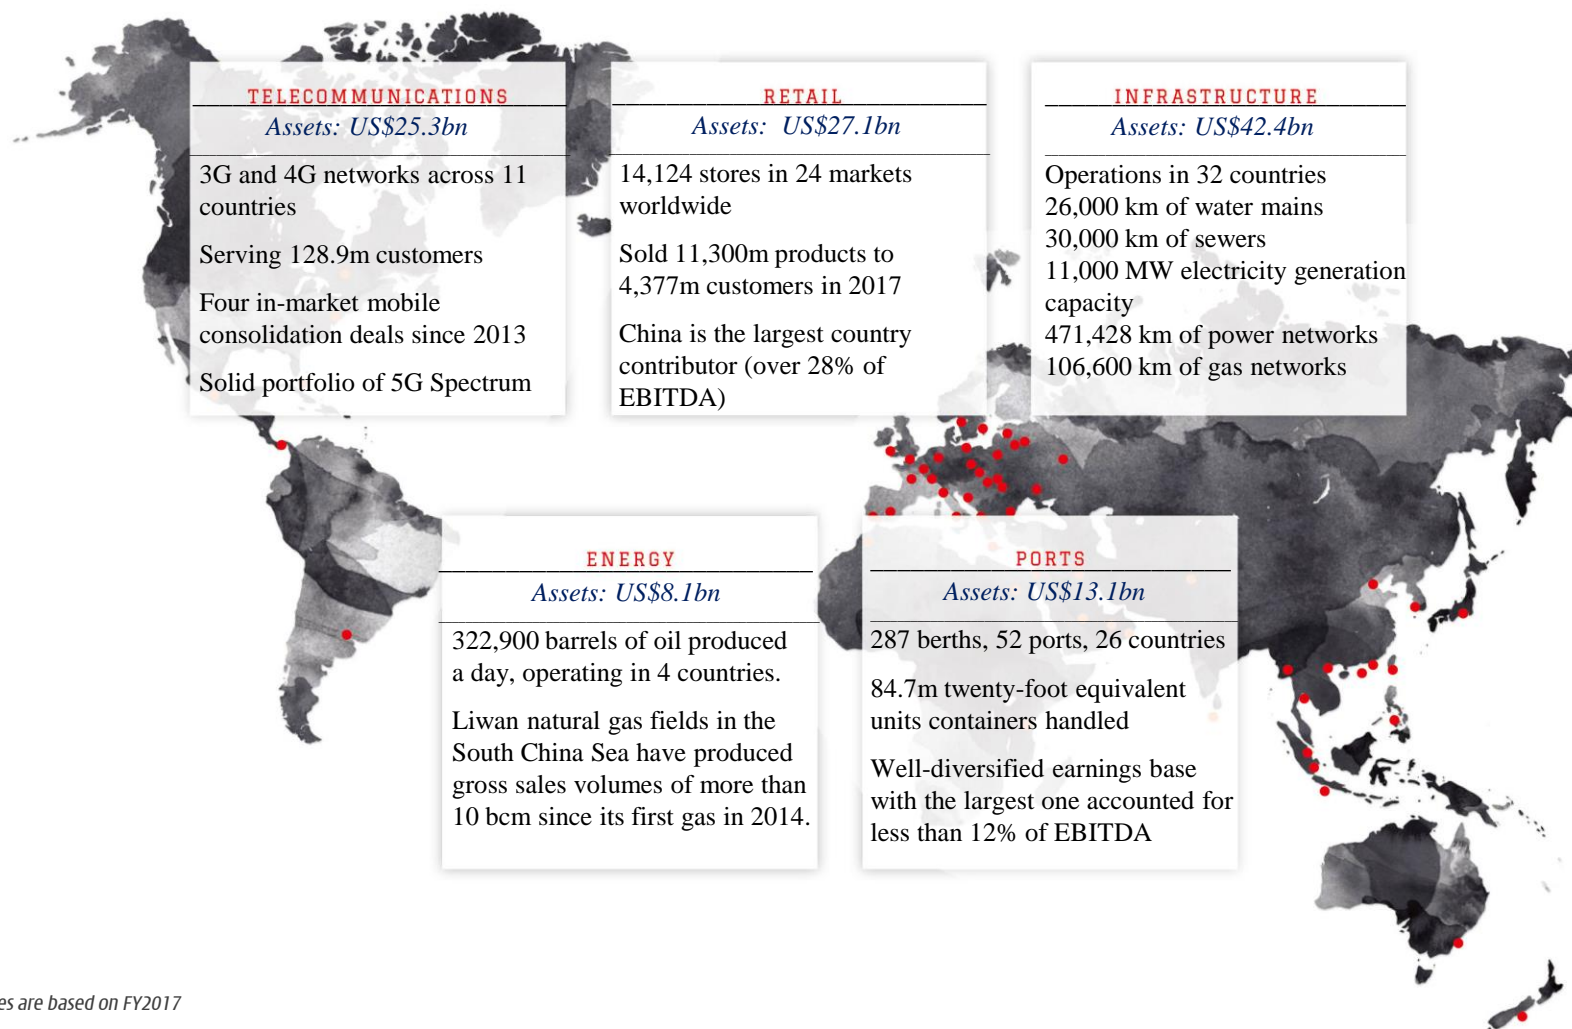 TELECOMMUNICATIONS
Assets: US$25.3bn
3G and 4G networks across 11
countries
Serving 128.9m customers
Four in-market mobile
consolidation deals since 2013
Solid portfolio of 5G Spectrum
RETAIL
Assets: US$27.1bn
14,124 stores in 24 markets
worldwide
Sold 11,300m products to
4,377m customers in 2017
China is the largest country
contributor (over 28% of
EBITDA)
INFRASTRUCTURE
Assets: US$42.4bn
Operations in 32 countries
26,000 km of water mains
30,000 km of sewers
11,000 MW electricity generation
capacity
471,428 km of power networks
106,600 km of gas networks
ENERGY
Assets: US$8.1bn
322,900 barrels of oil produced
a day, operating in 4 countries.
Liwan natural gas fields in the
South China Sea have produced
gross sales volumes of more than
10 bcm since its first gas in 2014.
PORTS
Assets: US$13.1bn
287 berths, 52 ports, 26 countries
84.7m twenty-foot equivalent
units containers handled
Well-diversified earnings base
with the largest one accounted for
less than 12% of EBITDA
es are based on FY2017